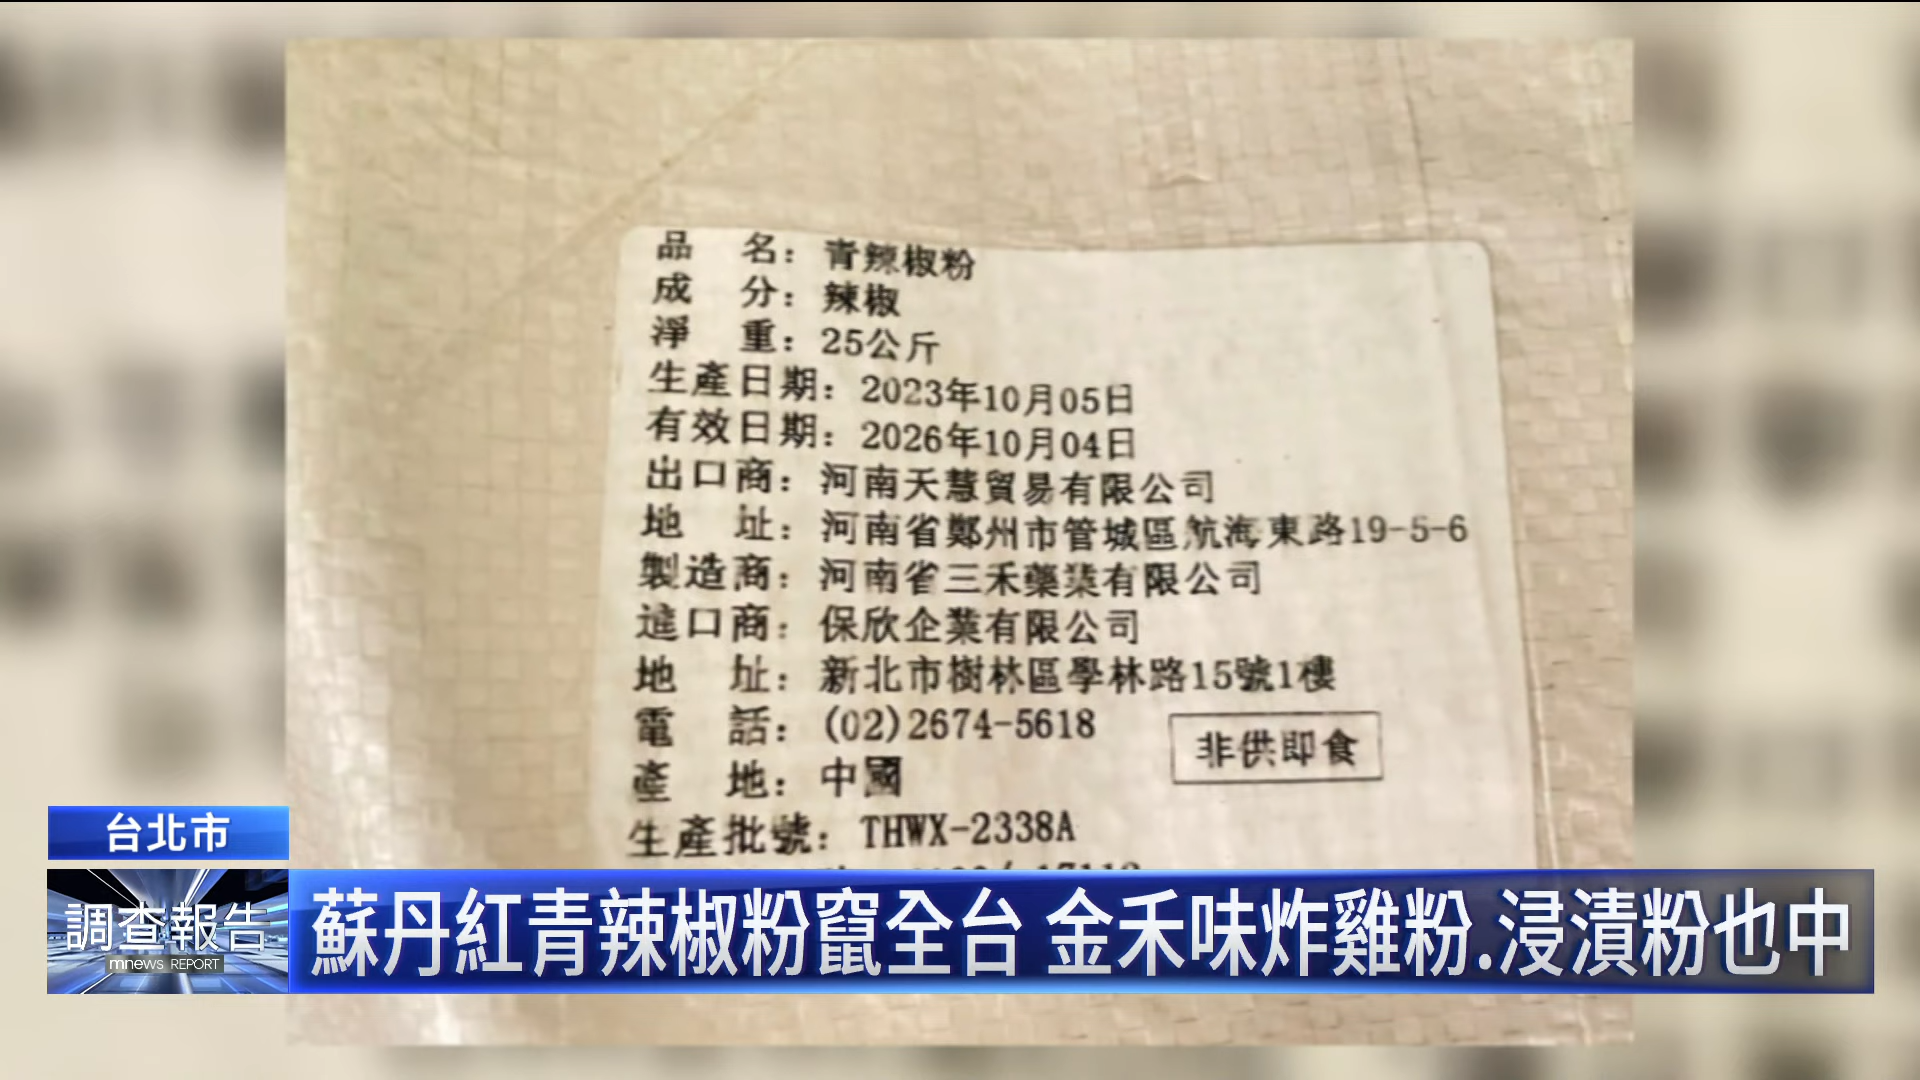 品 名：青辣椒粉
成 分：辣椒
淨 重：25公斤
生產日期：2023年10月05日
有效日期：2026年10月04日
出口商：河南天慧貿易有限公司
地 址：河南省鄭州市管城區航海東路19-5-6
製造商：河南省三禾藥業有限公司
進口商：保欣企業有限公司
地 址：新北市樹林區學林路15號1樓
電 話：(02)2674-5618
非供即食
產 地：中國
生產批號：THWX-2338A
台北市
調查報告
mnews REPORT
蘇丹紅青辣椒粉竄全台 金禾味炸雞粉.浸漬粉也中